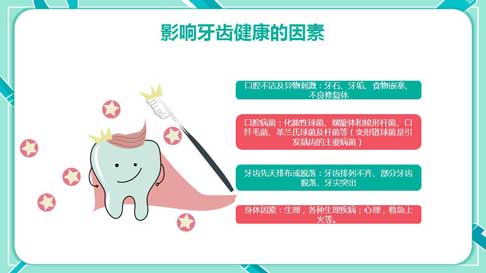 影响牙齿健康的因素
口腔不洁及异物刺激：牙石、牙垢、食物嵌塞、
不良修复体
口腔病菌：化脓性球菌、螺旋体和梭形杆菌、口
纤毛菌、革兰氏球菌及杆菌等（变形链球菌是引
发龋齿的主要病菌）
牙齿先天排布或脱落：牙齿排列不齐、部分牙齿
脱落、牙尖突出
身体因素：生理，各种生理疾病；心理，着急上
火等。